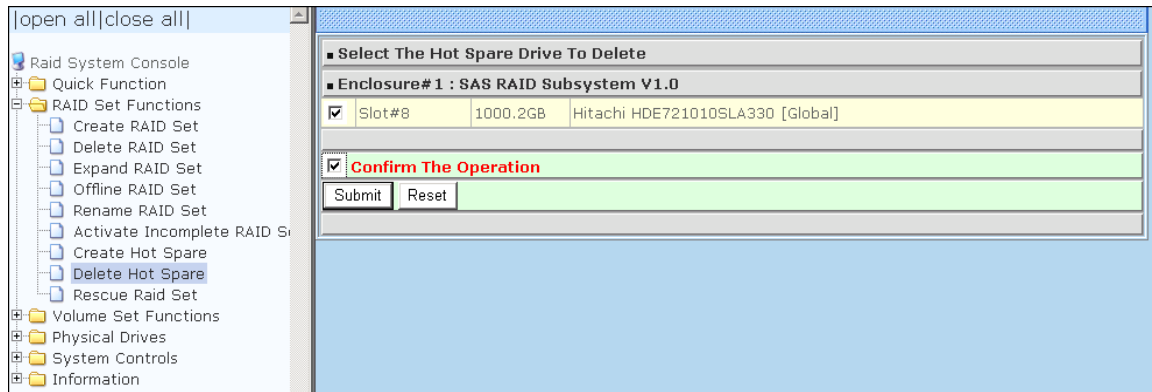 |open all|close all|
Raid System Console
Quick Function
RAID Set Functions
Create RAID Set
Delete RAID Set
Expand RAID Set
Offline RAID Set
Rename RAID Set
Activate Incomplete RAID S
Create Hot Spare
Delete Hot Spare
Rescue Raid Set
Volume Set Functions
Physical Drives
System Controls
Information
Select The Hot Spare Drive To Delete
Enclosure#1 : SAS RAID Subsystem V1.0
Slot#8 1000.2GB Hitachi HDE721010SLA330 [Global]
Confirm The Operation
Submit Reset